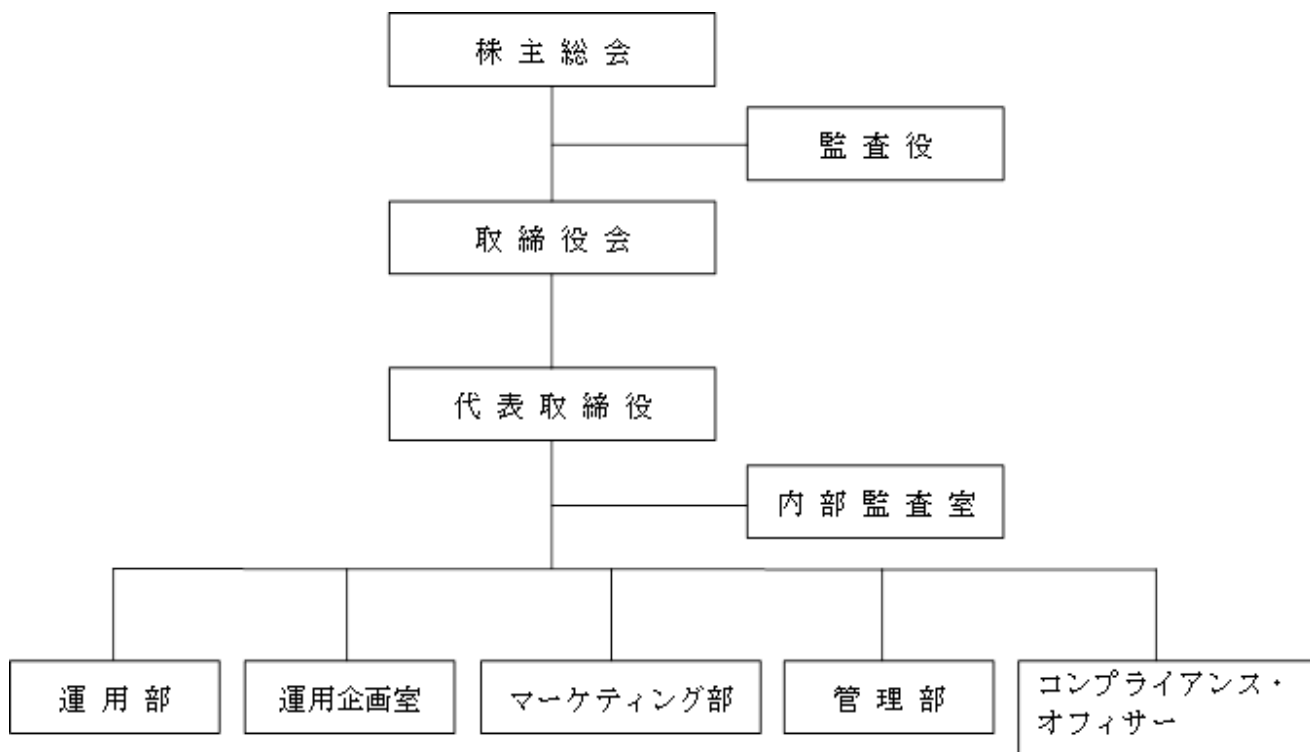 株主総会
監査役
取締役会
代表取締役
内部監査室
運用部
運用企画室
マーケティング部
管理部
コンプライアンス・
オフィサー